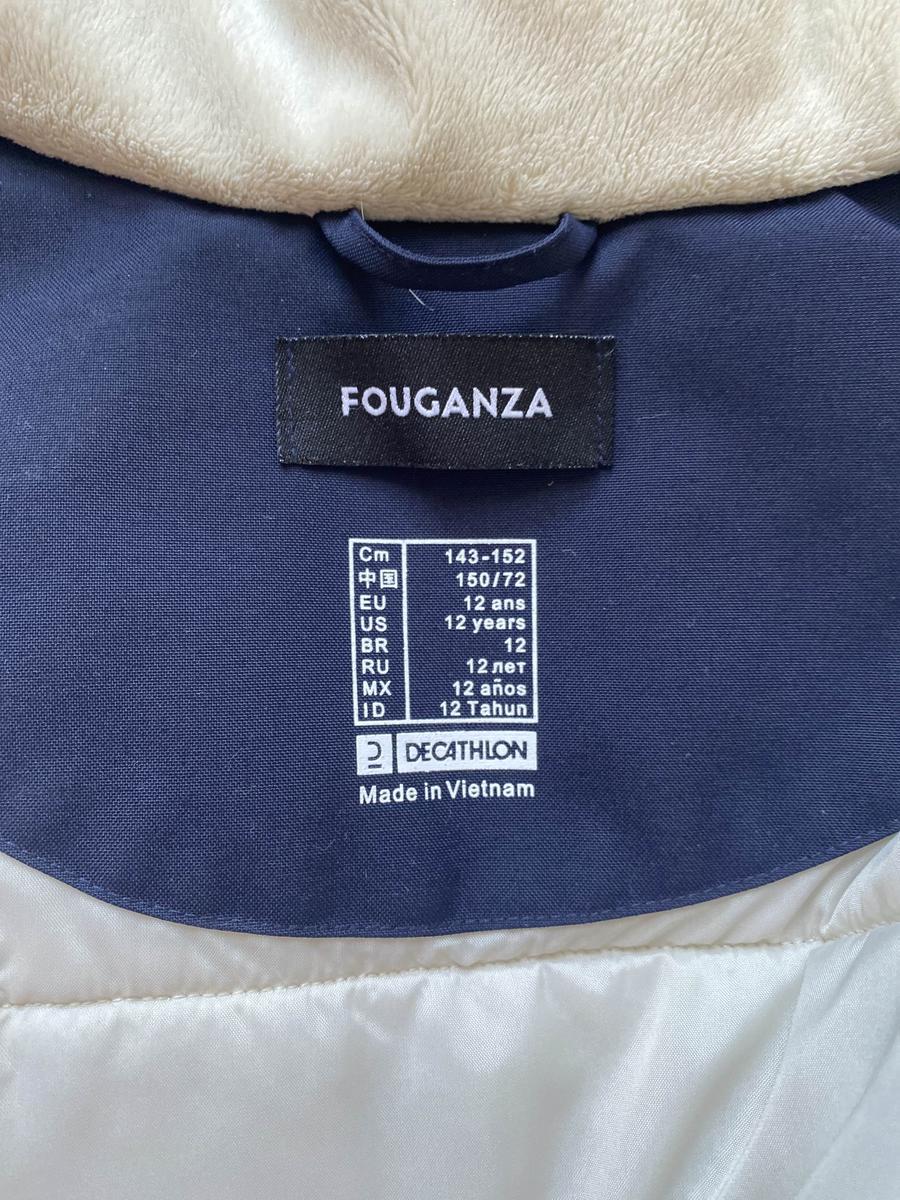 FOUGANZA
Cm 143-152
中国 150/72
EU 12 ans
US 12 years
BR 12
RU 12 лет
MX 12 años
ID 12 Tahun
DECATHLON
Made in Vietnam